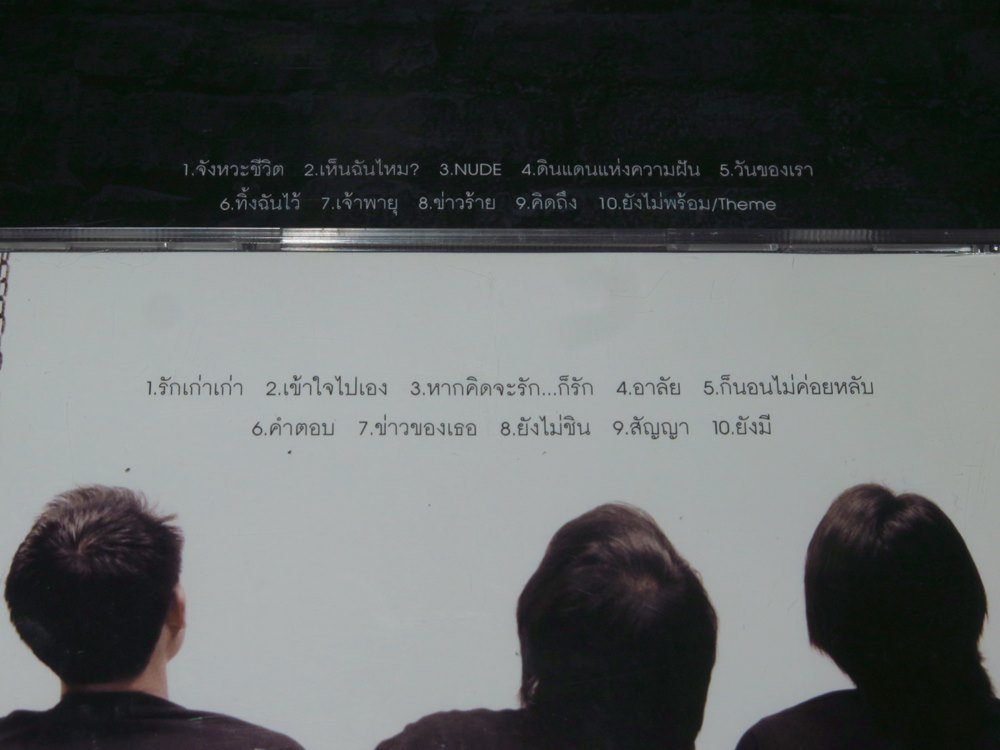 1.จังหวะชีวิต 2.เห็นฉันไหม? 3.NUDE 4.ดินแดนแห่งความฝัน 5.วันของเรา
6.ทิ้งฉันไว้ 7.เจ้าพายุ 8.ข่าวร้าย 9.คิดถึง 10.ยังไม่พร้อม/Theme
1.รักเก่าเก่า 2.เข้าใจไปเอง 3.หากคิดจะรัก...ก็รัก 4.อาลัย 5.ก็นอนไม่ค่อยหลับ
6.คำตอบ 7.ข่าวของเธอ 8.ยังไม่ชิน 9.สัญญา 10.ยังมี